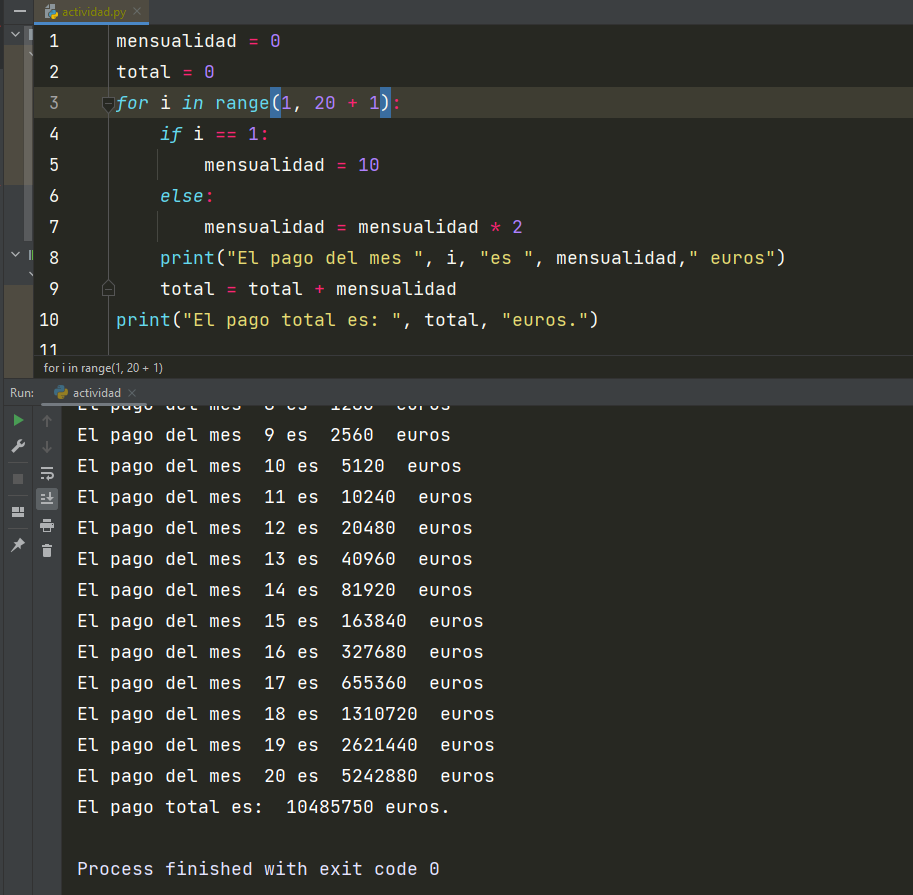 actividad.py
1 mensualidad = 0
2 total = 0
3 for i in range(1, 20 + 1):
4 if i == 1:
5 mensualidad = 10
6 else:
7 mensualidad = mensualidad * 2
8 print("El pago del mes ", i, "es ", mensualidad," euros")
9 total = total + mensualidad
10 print("El pago total es: ", total, "euros.")
11
for i in range(1, 20 + 1)
Run: actividad
El pago del mes  8 es  1280  euros
El pago del mes  9 es  2560  euros
El pago del mes  10 es  5120  euros
El pago del mes  11 es  10240  euros
El pago del mes  12 es  20480  euros
El pago del mes  13 es  40960  euros
El pago del mes  14 es  81920  euros
El pago del mes  15 es  163840  euros
El pago del mes  16 es  327680  euros
El pago del mes  17 es  655360  euros
El pago del mes  18 es  1310720  euros
El pago del mes  19 es  2621440  euros
El pago del mes  20 es  5242880  euros
El pago total es:  10485750 euros.
Process finished with exit code 0